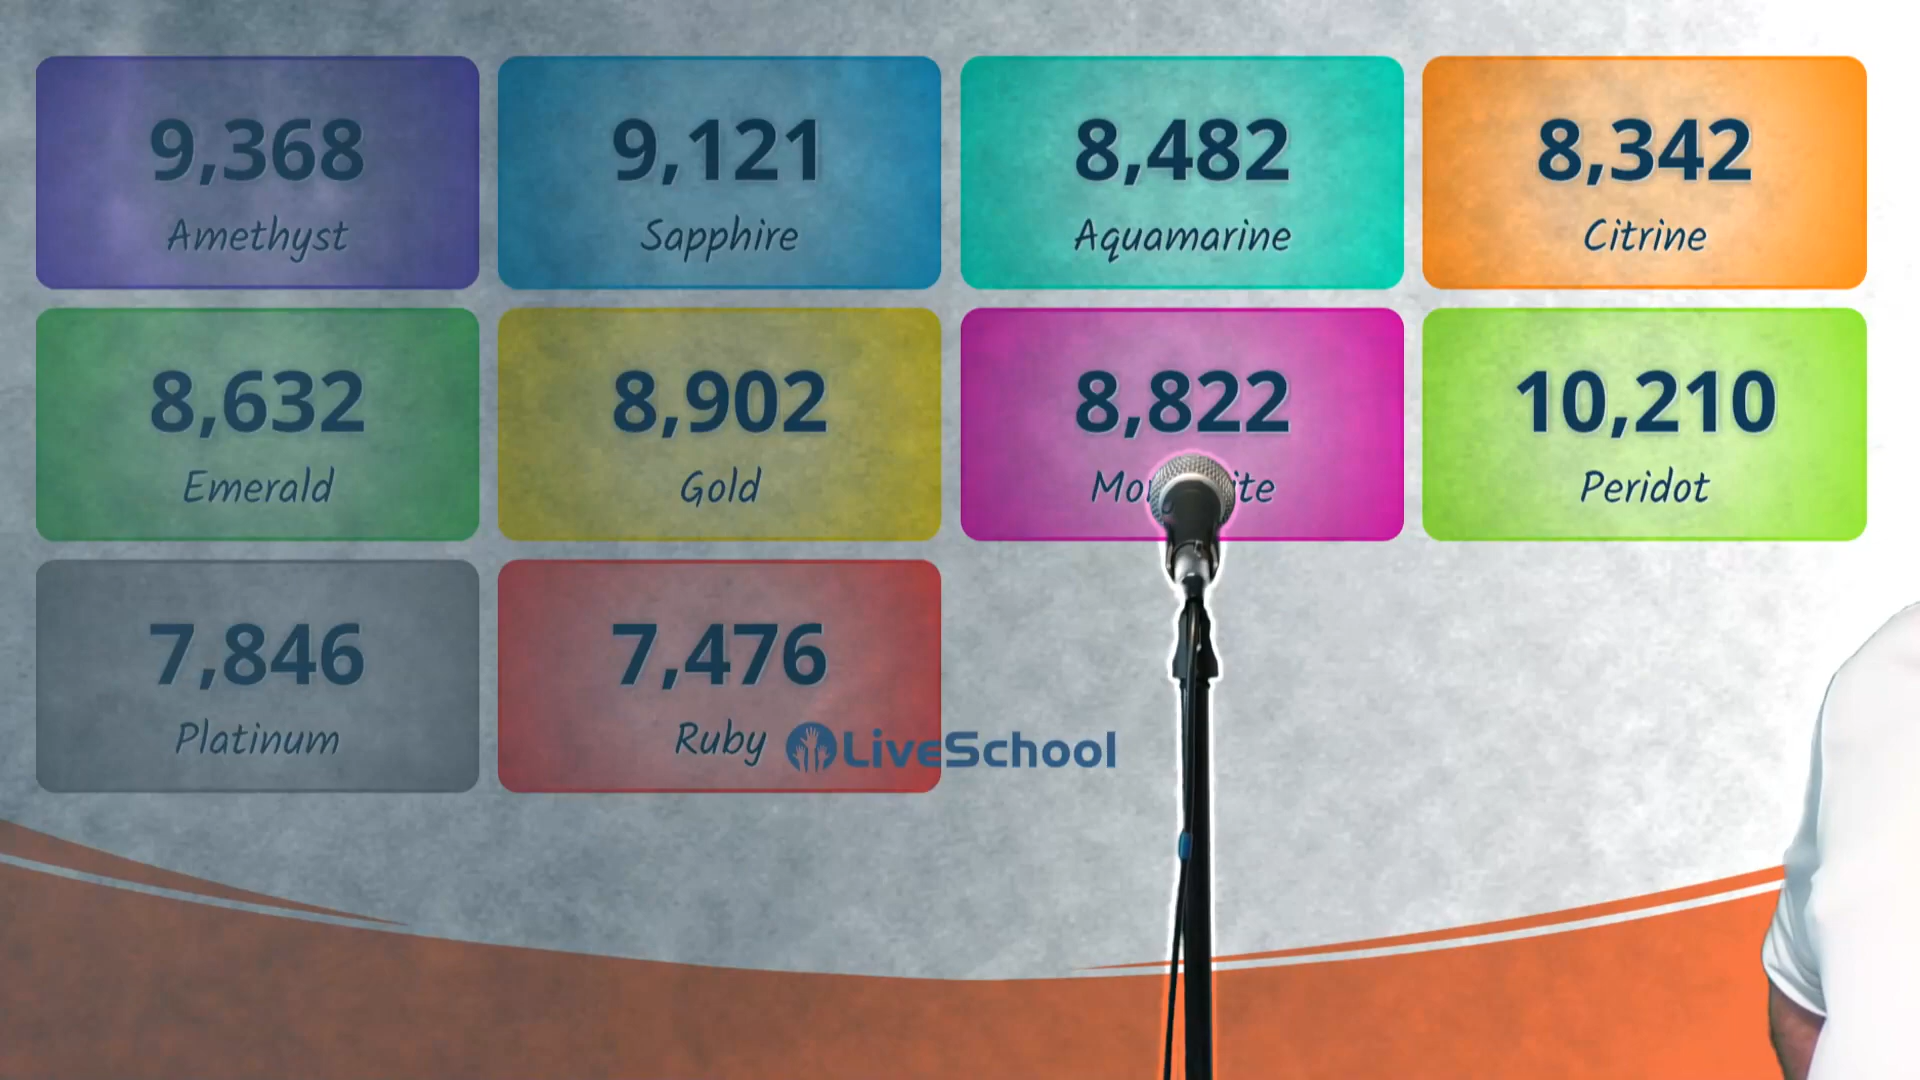 9,368
Amethyst
9,121
Sapphire
8,482
Aquamarine
8,342
Citrine
8,632
Emerald
8,902
Gold
8,822
10,210
Peridot
7,846
Platinum
7,476
Ruby
LiveSchool